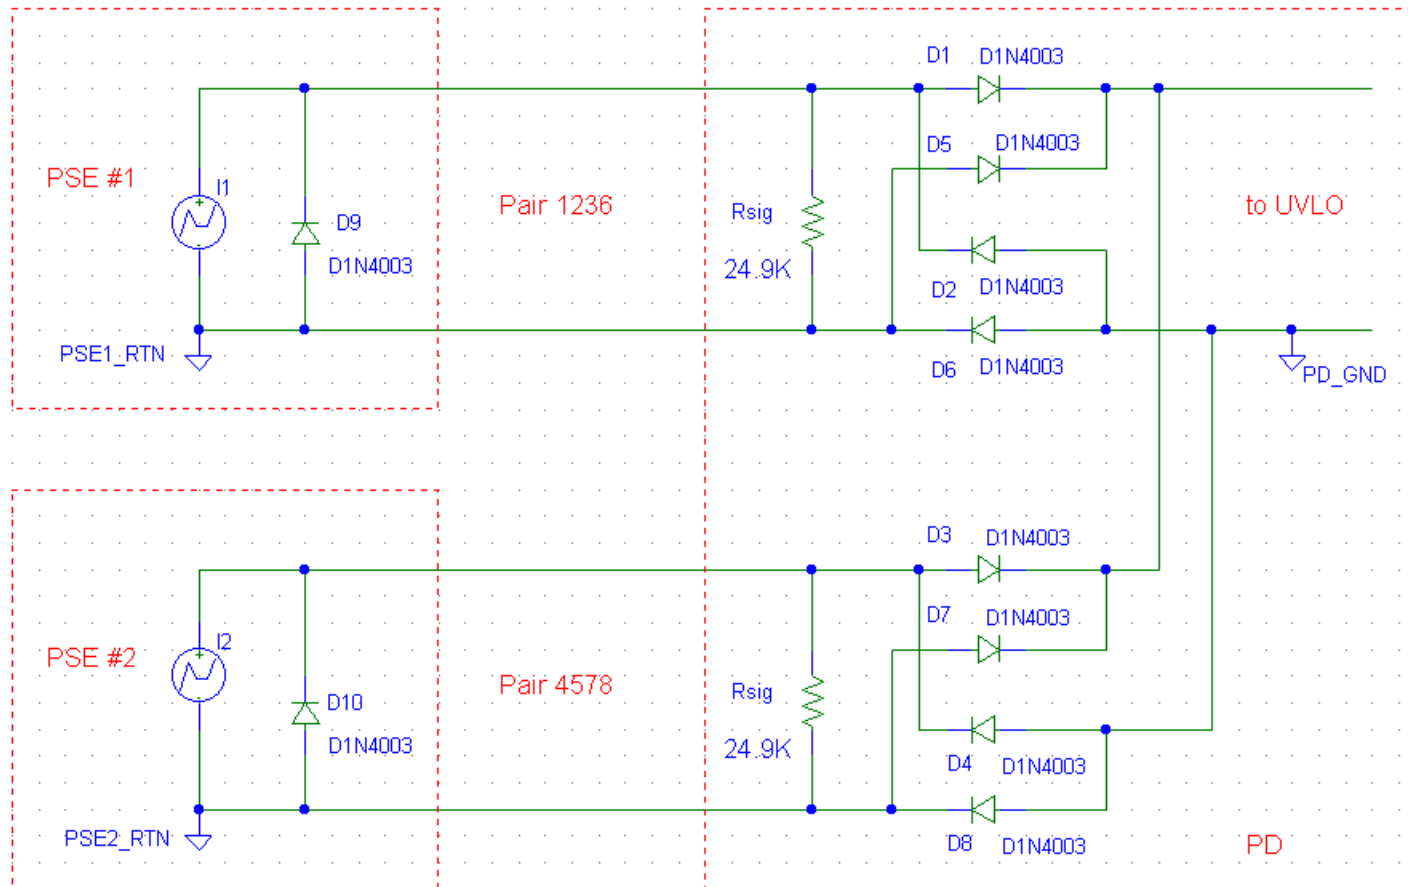 D1 D1N4003
D5 D1N4003
PSE #1
I1
Pair 1236
Rsig
to UVLO
D9
D1N4003
24.9K
D2 D1N4003
PSE1_RTN
D6 D1N4003
PD_GND
D3 D1N4003
D7 D1N4003
PSE #2
I2
Pair 4578
Rsig
D10
D1N4003
24.9K
D4 D1N4003
PSE2_RTN
D8 D1N4003
PD